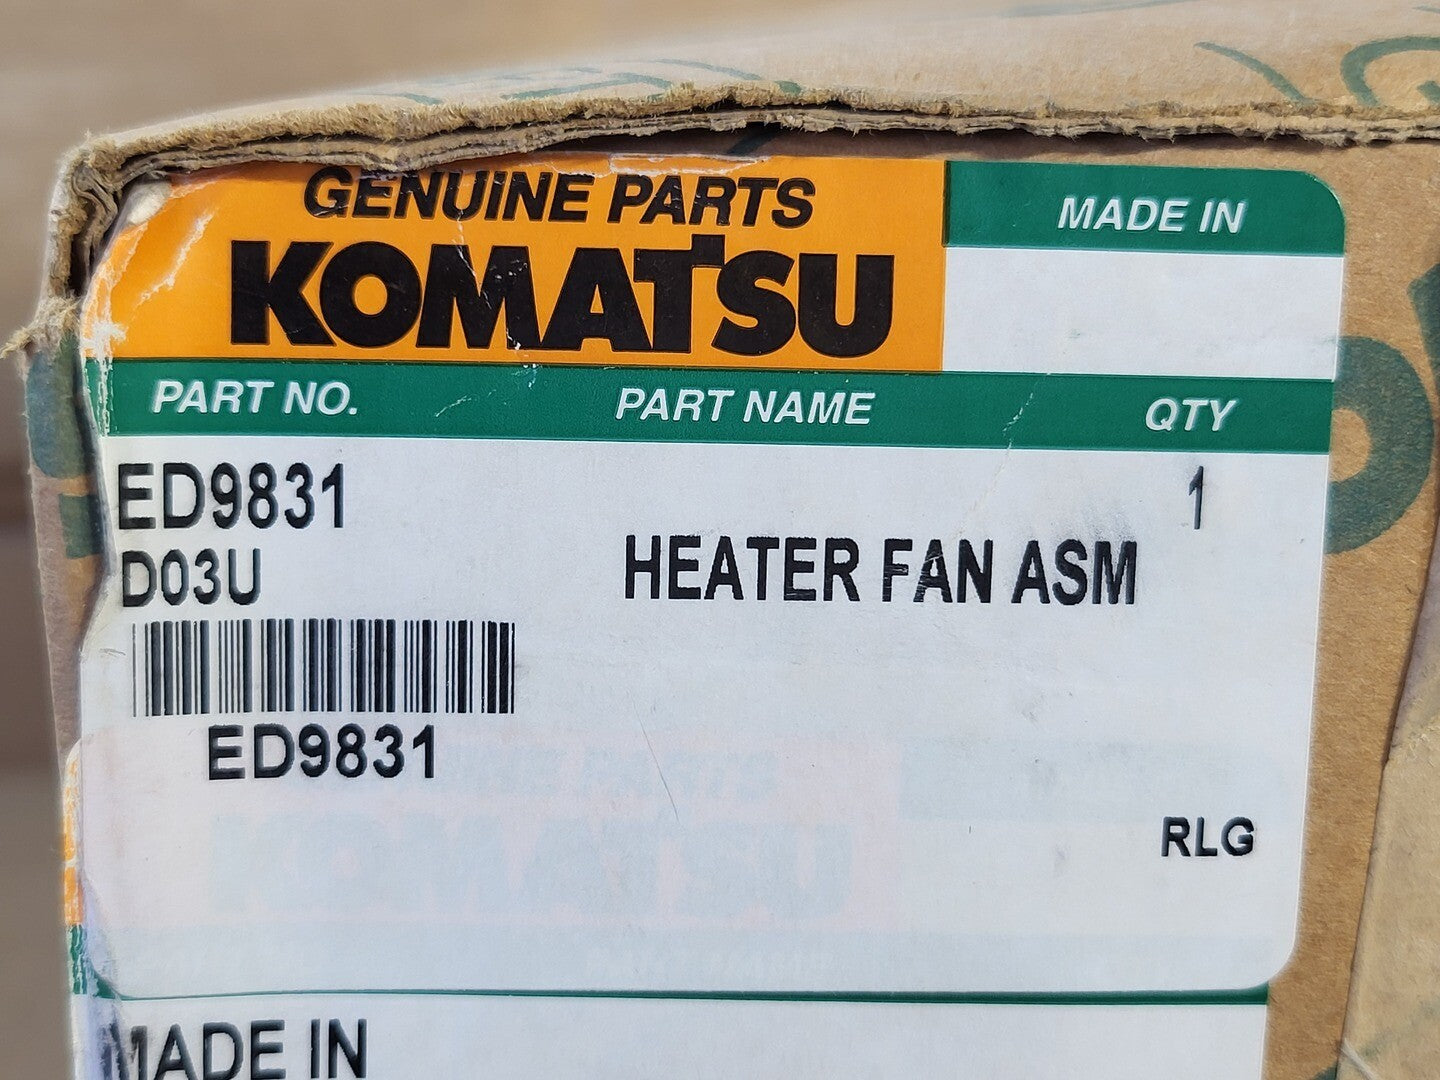 GENUINE PARTS
KOMATSU
MADE IN
PART NO. PART NAME QTY
ED9831 1
D03U HEATER FAN ASM
ED9831
RLG
MADE IN